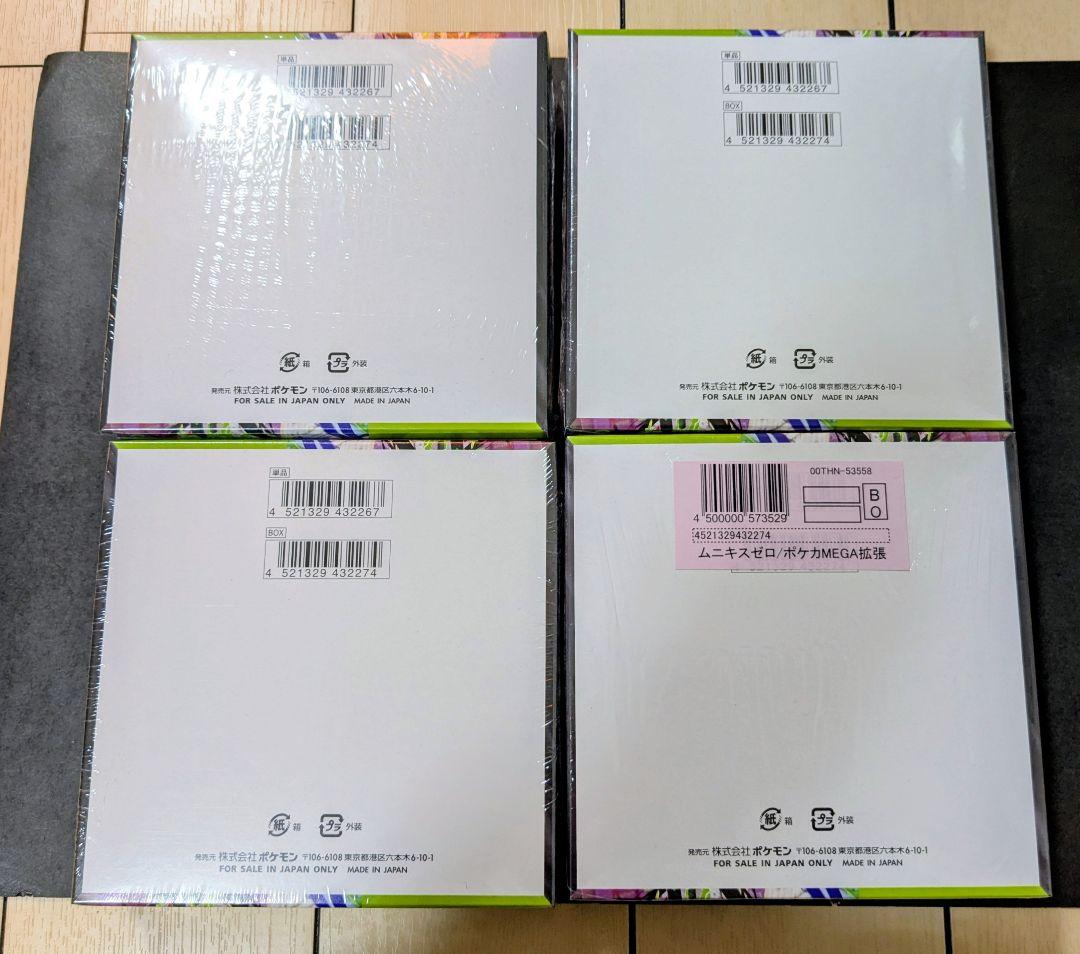 単品
4 521329 432267
521329 432274
紙 箱 プラ 外装
発売元 株式会社 ポケモン 〒106-6108 東京都港区六本木6-10-1
FOR SALE IN JAPAN ONLY MADE IN JAPAN
単品
4 521329 432267
BOX
4 521329 432274
紙 箱 プラ 外装
発売元 株式会社 ポケモン 〒106-6108 東京都港区六本木6-10-1
FOR SALE IN JAPAN ONLY MADE IN JAPAN
単品
4 521329 432267
BOX
4 521329 432274
紙 箱 プラ 外装
発売元 株式会社 ポケモン 〒106-6108 東京都港区六本木6-10-1
FOR SALE IN JAPAN ONLY MADE IN JAPAN
00THN-53558
B
O
4 500000 573529
4521329432274
ムニキスゼロ/ポケカMEGA拡張
紙 箱 プラ 外装
発売元 株式会社 ポケモン 〒106-6108 東京都港区六本木6-10-1
FOR SALE IN JAPAN ONLY MADE IN JAPAN